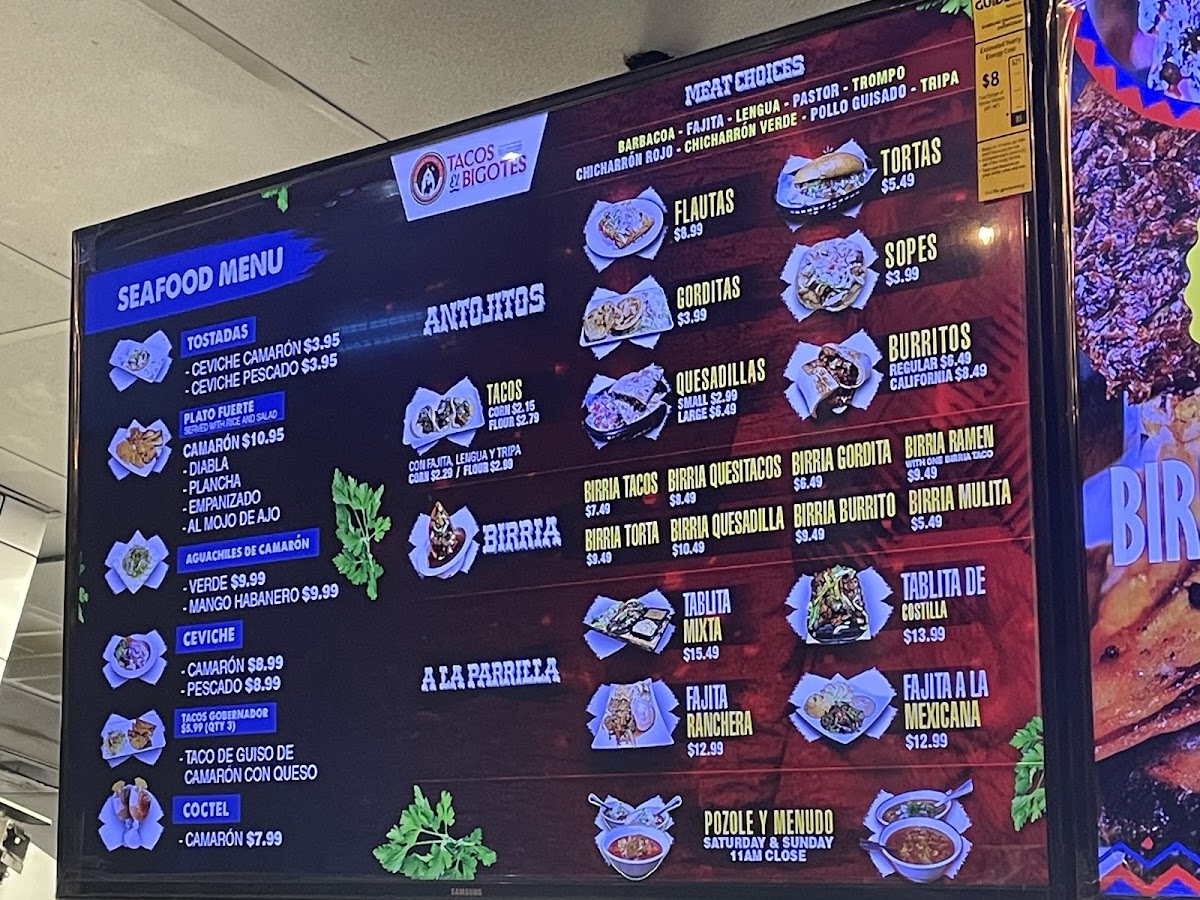 TACOS
& BIGOTES
SEAFOOD MENU
TOSTADAS
- CEVICHE CAMARÓN $3.95
- CEVICHE PESCADO $3.95
PLATO FUERTE
SERVED WITH RICE AND SALAD
CAMARÓN $10.95
- DIABLA
- PLANCHA
- EMPANIZADO
- AL MOJO DE AJO
AGUACHILES DE CAMARÓN
- VERDE $9.99
- MANGO HABANERO $9.99
CEVICHE
- CAMARÓN $8.99
- PESCADO $8.99
TACOS GOBERNADOR
$5.99 (QTY 3)
- TACO DE GUISO DE
CAMARÓN CON QUESO
COCTEL
- CAMARÓN $7.99
MEAT CHOICES
BARBACOA - FAJITA - LENGUA - PASTOR - TROMPO
CHICHARRÓN ROJO - CHICHARRÓN VERDE - POLLO GUISADO - TRIPA
ANTOJITOS
TACOS
CORN $2.15
FLOUR $2.79
CON FAJITA, LENGUA Y TRIPA
CORN $2.29 / FLOUR $2.99
FLAUTAS
$8.99
TORTAS
$5.49
GORDITAS
$3.99
SOPES
$3.99
QUESADILLAS
SMALL $2.99
LARGE $6.49
BURRITOS
REGULAR $6.49
CALIFORNIA $8.49
BIRRIA
BIRRIA TACOS
$7.49
BIRRIA QUESITACOS
$8.49
BIRRIA GORDITA
$6.49
BIRRIA RAMEN
WITH ONE BIRRIA TACO
$9.49
BIRRIA TORTA
$9.49
BIRRIA QUESADILLA
$10.49
BIRRIA BURRITO
$9.49
BIRRIA MULITA
$5.49
A LA PARRILLA
TABLITA
MIXTA
$15.49
TABLITA DE
COSTILLA
$13.99
FAJITA
RANCHERA
$12.99
FAJITA A LA
MEXICANA
$12.99
POZOLE Y MENUDO
SATURDAY & SUNDAY
11AM CLOSE
SAMSUNG
Estimated Yearly
Energy Cost
$8
$21
BIR